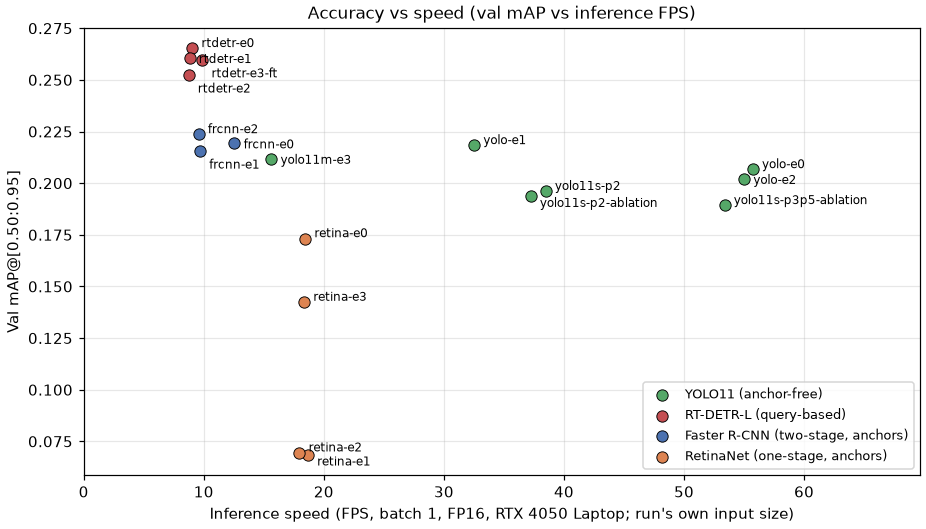 Accuracy vs speed (val mAP vs inference FPS)
Val mAP@[0.50:0.95]
0.275
0.250
0.225
0.200
0.175
0.150
0.125
0.100
0.075
rtdetr-e0
rtdetr-e1
rtdetr-e3-ft
rtdetr-e2
frcnn-e2
frcnn-e0
frcnn-e1
yolo11m-e3
yolo-e1
yolo-e0
yolo-e2
yolo11s-p2
yolo11s-p2-ablation
yolo11s-p3p5-ablation
retina-e0
retina-e3
retina-e2
retina-e1
YOLO11 (anchor-free)
RT-DETR-L (query-based)
Faster R-CNN (two-stage, anchors)
RetinaNet (one-stage, anchors)
0 10 20 30 40 50 60
Inference speed (FPS, batch 1, FP16, RTX 4050 Laptop; run's own input size)